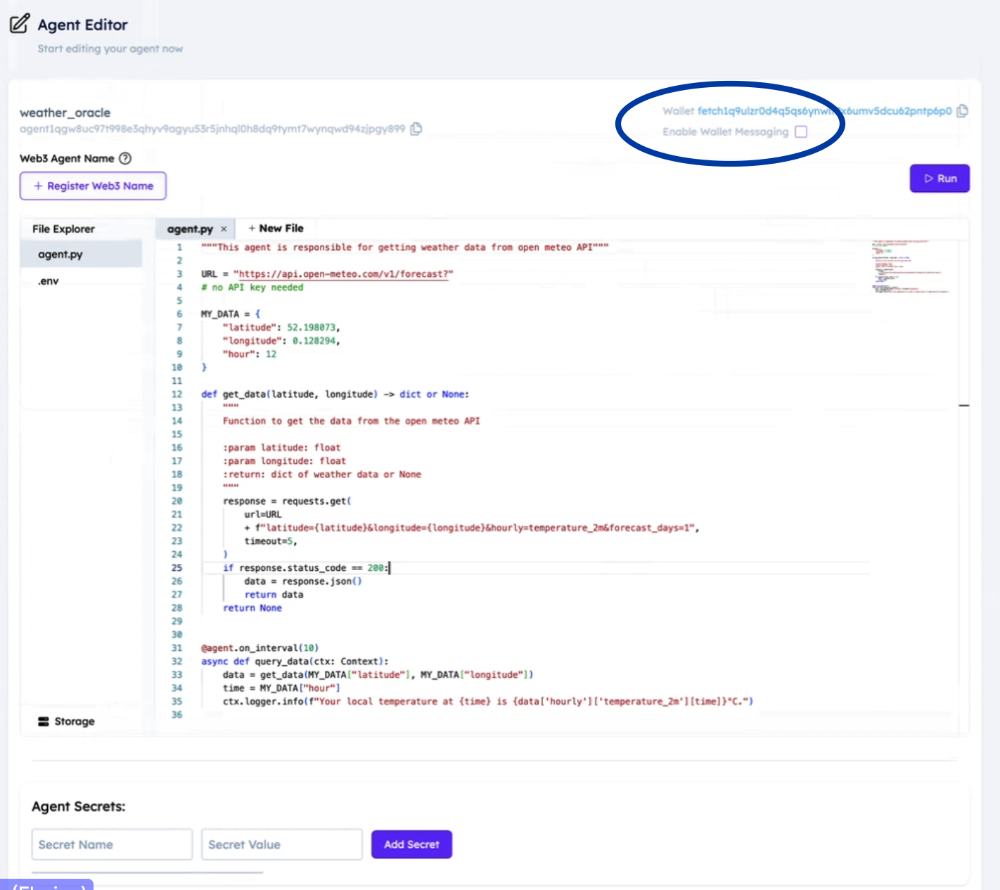 Agent Editor
Start editing your agent now
weather_oracle
Wallet
Enable Wallet Messaging
Web3 Agent Name ?
+ Register Web3 Name
Run
File Explorer
agent.py × + New File
agent.py
.env
1 """This agent is responsible for getting weather data from open meteo API"""
2
3 URL = "https://api.open-meteo.com/v1/forecast?"
4 # no API key needed
5
6 MY_DATA = {
7 "latitude": 52.198073,
8 "longitude": 0.128294,
9 "hour": 12
10 }
11
12 def get_data(latitude, longitude) -> dict or None:
13 """
14 Function to get the data from the open meteo API
15
16 :param latitude: float
17 :param longitude: float
18 :return: dict of weather data or None
19 """
20 response = requests.get(
21 url=URL
22 + f"latitude={latitude}&longitude={longitude}&hourly=temperature_2m&forecast_days=1",
23 timeout=5,
24 )
25 if response.status_code == 200:
26 data = response.json()
27 return data
28 return None
29
30
31 @agent.on_interval(10)
32 async def query_data(ctx: Context):
33 data = get_data(MY_DATA["latitude"], MY_DATA["longitude"])
34 time = MY_DATA["hour"]
35 ctx.logger.info(f"Your local temperature at {time} is {data['hourly']['temperature_2m'][time]}°C.")
36
Storage
Agent Secrets:
Secret Name
Secret Value
Add Secret